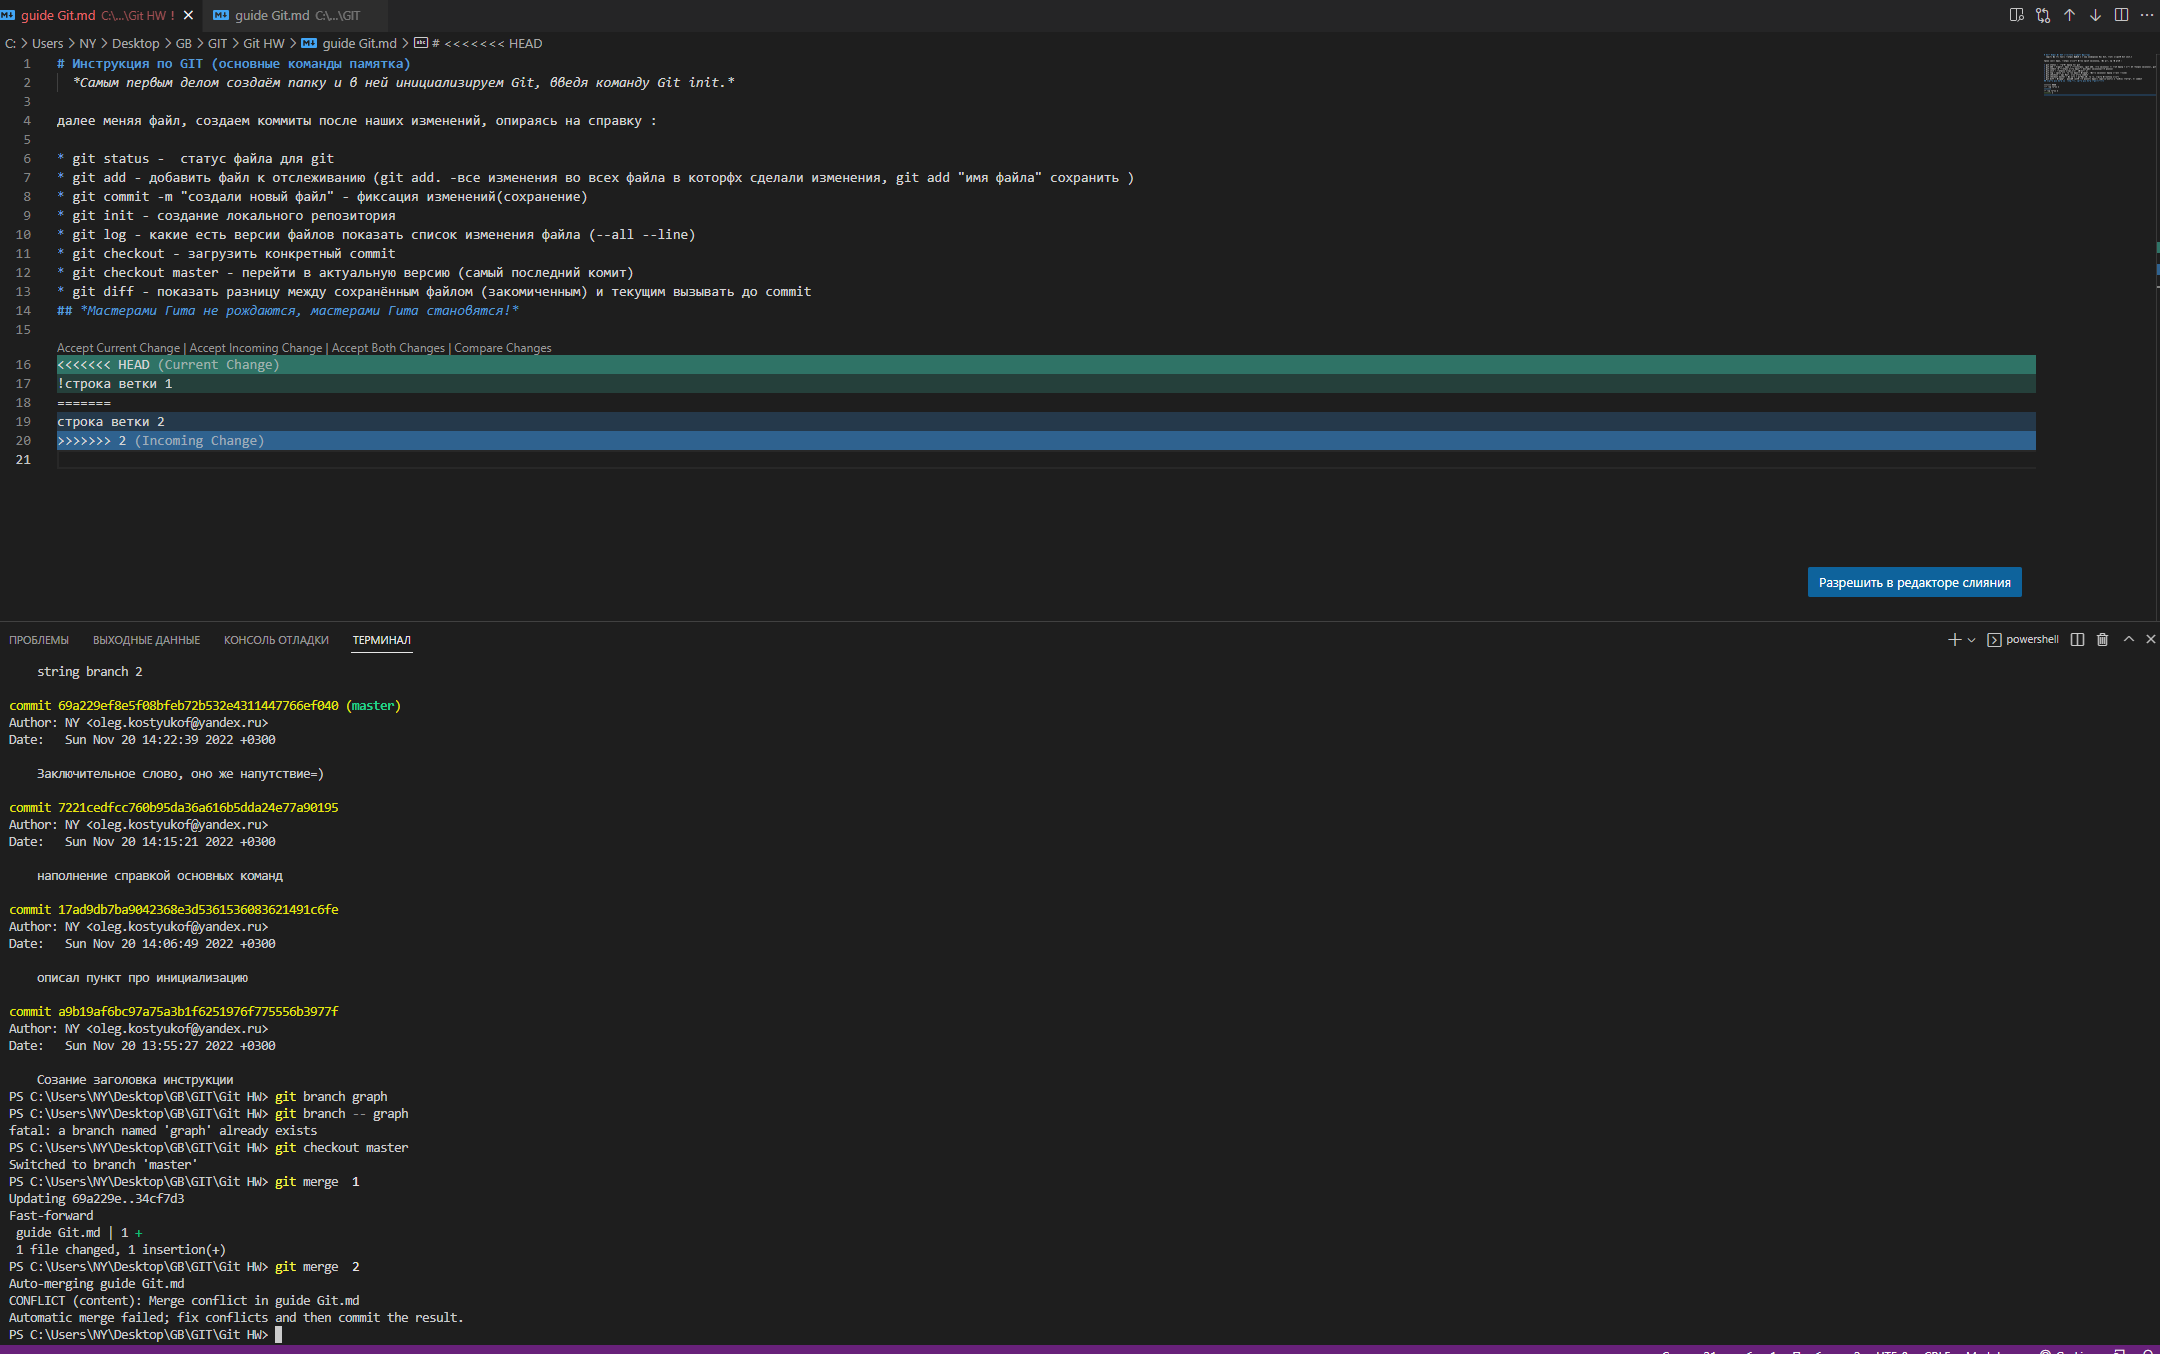 guide Git.md C:\...\Git HW ! guide Git.md C:\...\GIT
C: > Users > NY > Desktop > GB > GIT > Git HW > guide Git.md > # <<<<<<< HEAD
1 # Инструкция по GIT (основные команды памятка)
2 *Самым первым делом создаём папку и в ней инициализируем Git, введя команду Git init.*
3
4 далее меняя файл, создаем коммиты после наших изменений, опираясь на справку :
5
6 * git status - статус файла для git
7 * git add - добавить файл к отслеживанию (git add. -все изменения во всех файла в которфх сделали изменения, git add "имя файла" сохранить )
8 * git commit -m "создали новый файл" - фиксация изменений(сохранение)
9 * git init - создание локального репозитория
10 * git log - какие есть версии файлов показать список изменения файла (--all --line)
11 * git checkout - загрузить конкретный commit
12 * git checkout master - перейти в актуальную версию (самый последний комит)
13 * git diff - показать разницу между сохранённым файлом (закомиченным) и текущим вызывать до commit
14 ## *Мастерами Гита не рождаются, мастерами Гита становятся!*
15
Accept Current Change | Accept Incoming Change | Accept Both Changes | Compare Changes
16 <<<<<<< HEAD (Current Change)
17 !строка ветки 1
18 =======
19 строка ветки 2
20 >>>>>>> 2 (Incoming Change)
21
Разрешить в редакторе слияния
ПРОБЛЕМЫ ВЫХОДНЫЕ ДАННЫЕ КОНСОЛЬ ОТЛАДКИ ТЕРМИНАЛ powershell
string branch 2
commit 69a229ef8e5f08bfeb72b532e4311447766ef040 (master)
Author: NY <oleg.kostyukof@yandex.ru>
Date: Sun Nov 20 14:22:39 2022 +0300
Заключительное слово, оно же напутствие=)
commit 7221cedfcc760b95da36a616b5dda24e77a90195
Author: NY <oleg.kostyukof@yandex.ru>
Date: Sun Nov 20 14:15:21 2022 +0300
наполнение справкой основных команд
commit 17ad9db7ba9042368e3d5361536083621491c6fe
Author: NY <oleg.kostyukof@yandex.ru>
Date: Sun Nov 20 14:06:49 2022 +0300
описал пункт про инициализацию
commit a9b19af6bc97a75a3b1f6251976f775556b3977f
Author: NY <oleg.kostyukof@yandex.ru>
Date: Sun Nov 20 13:55:27 2022 +0300
Созание заголовка инструкции
PS C:\Users\NY\Desktop\GB\GIT\Git HW> git branch graph
PS C:\Users\NY\Desktop\GB\GIT\Git HW> git branch -- graph
fatal: a branch named 'graph' already exists
PS C:\Users\NY\Desktop\GB\GIT\Git HW> git checkout master
Switched to branch 'master'
PS C:\Users\NY\Desktop\GB\GIT\Git HW> git merge 1
Updating 69a229e..34cf7d3
Fast-forward
guide Git.md | 1 +
1 file changed, 1 insertion(+)
PS C:\Users\NY\Desktop\GB\GIT\Git HW> git merge 2
Auto-merging guide Git.md
CONFLICT (content): Merge conflict in guide Git.md
Automatic merge failed; fix conflicts and then commit the result.
PS C:\Users\NY\Desktop\GB\GIT\Git HW>